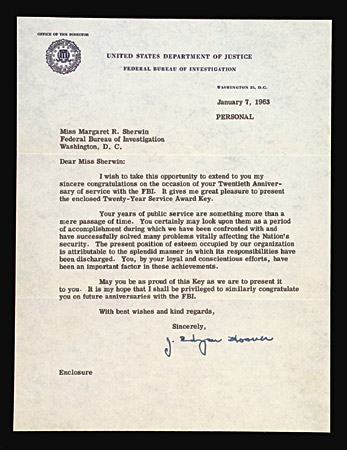 OFFICE OF THE DIRECTOR
UNITED STATES DEPARTMENT OF JUSTICE
FEDERAL BUREAU OF INVESTIGATION
WASHINGTON 25, D.C.
January 7, 1963
PERSONAL
Miss Margaret R. Sherwin
Federal Bureau of Investigation
Washington, D. C.
Dear Miss Sherwin:
I wish to take this opportunity to extend to you my
sincere congratulations on the occasion of your Twentieth Anniver-
sary of service with the FBI. It gives me great pleasure to present
the enclosed Twenty-Year Service Award Key.
Your years of public service are something more than a
mere passage of time. You certainly may look upon them as a period
of accomplishment during which we have been confronted with and
have successfully solved many problems vitally affecting the Nation's
security. The present position of esteem occupied by our organization
is attributable to the splendid manner in which its responsibilities have
been discharged. You, by your loyal and conscientious efforts, have
been an important factor in these achievements.
May you be as proud of this Key as we are to present it
to you. It is my hope that I shall be privileged to similarly congratulate
you on future anniversaries with the FBI.
With best wishes and kind regards,
Sincerely,
J. Edgar Hoover
Enclosure